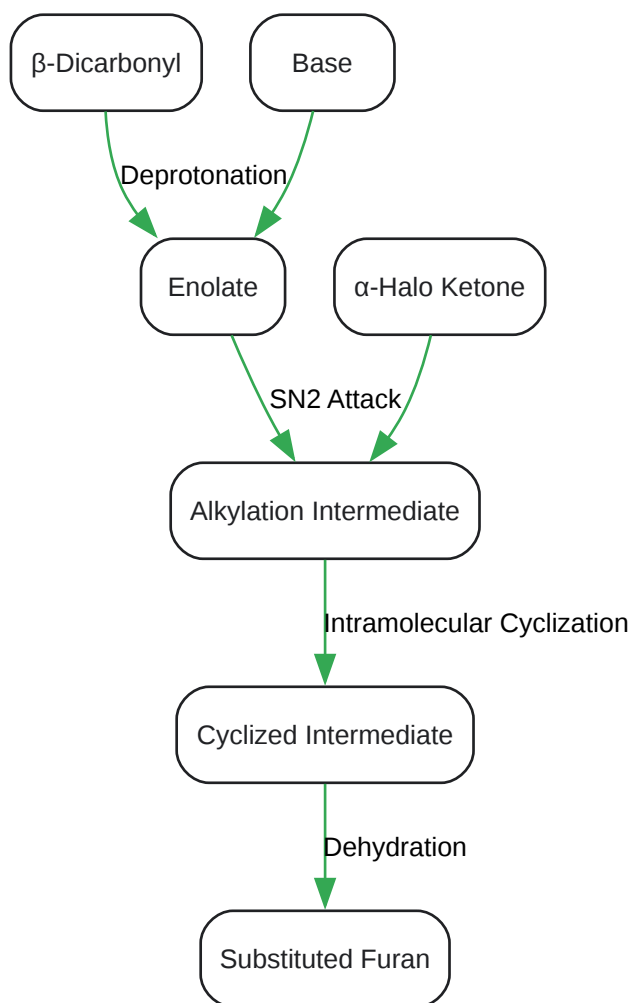 β-Dicarbonyl
Base
Deprotonation
Enolate
α-Halo Ketone
SN2 Attack
Alkylation Intermediate
Intramolecular Cyclization
Cyclized Intermediate
Dehydration
Substituted Furan